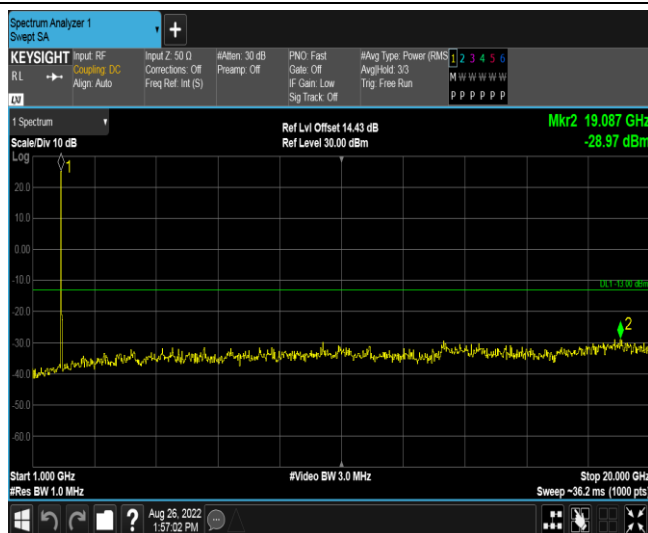 Spectrum Analyzer 1
Swept SA
+
KEYSIGHT
RL
LXI
Input: RF
Coupling: DC
Align: Auto
Input Z: 50 Ω
Corrections: Off
Freq Ref: Int (S)
#Atten: 30 dB
Preamp: Off
PNO: Fast
Gate: Off
IF Gain: Low
Sig Track: Off
#Avg Type: Power (RMS
Avg|Hold: 3/3
Trig: Free Run
1 2 3 4 5 6
M W W W W W
P P P P P P
1 Spectrum
Scale/Div 10 dB
Log
Ref Lvl Offset 14.43 dB
Ref Level 30.00 dBm
Mkr2 19.087 GHz
-28.97 dBm
1
20.0
10.0
0.00
-10.0
DL1 -13.00 dBm
-20.0
2
-30.0
-40.0
-50.0
-60.0
Start 1.000 GHz
#Video BW 3.0 MHz
Stop 20.000 GHz
#Res BW 1.0 MHz
Sweep ~36.2 ms (1000 pts)
?
Aug 26, 2022
1:57:02 PM